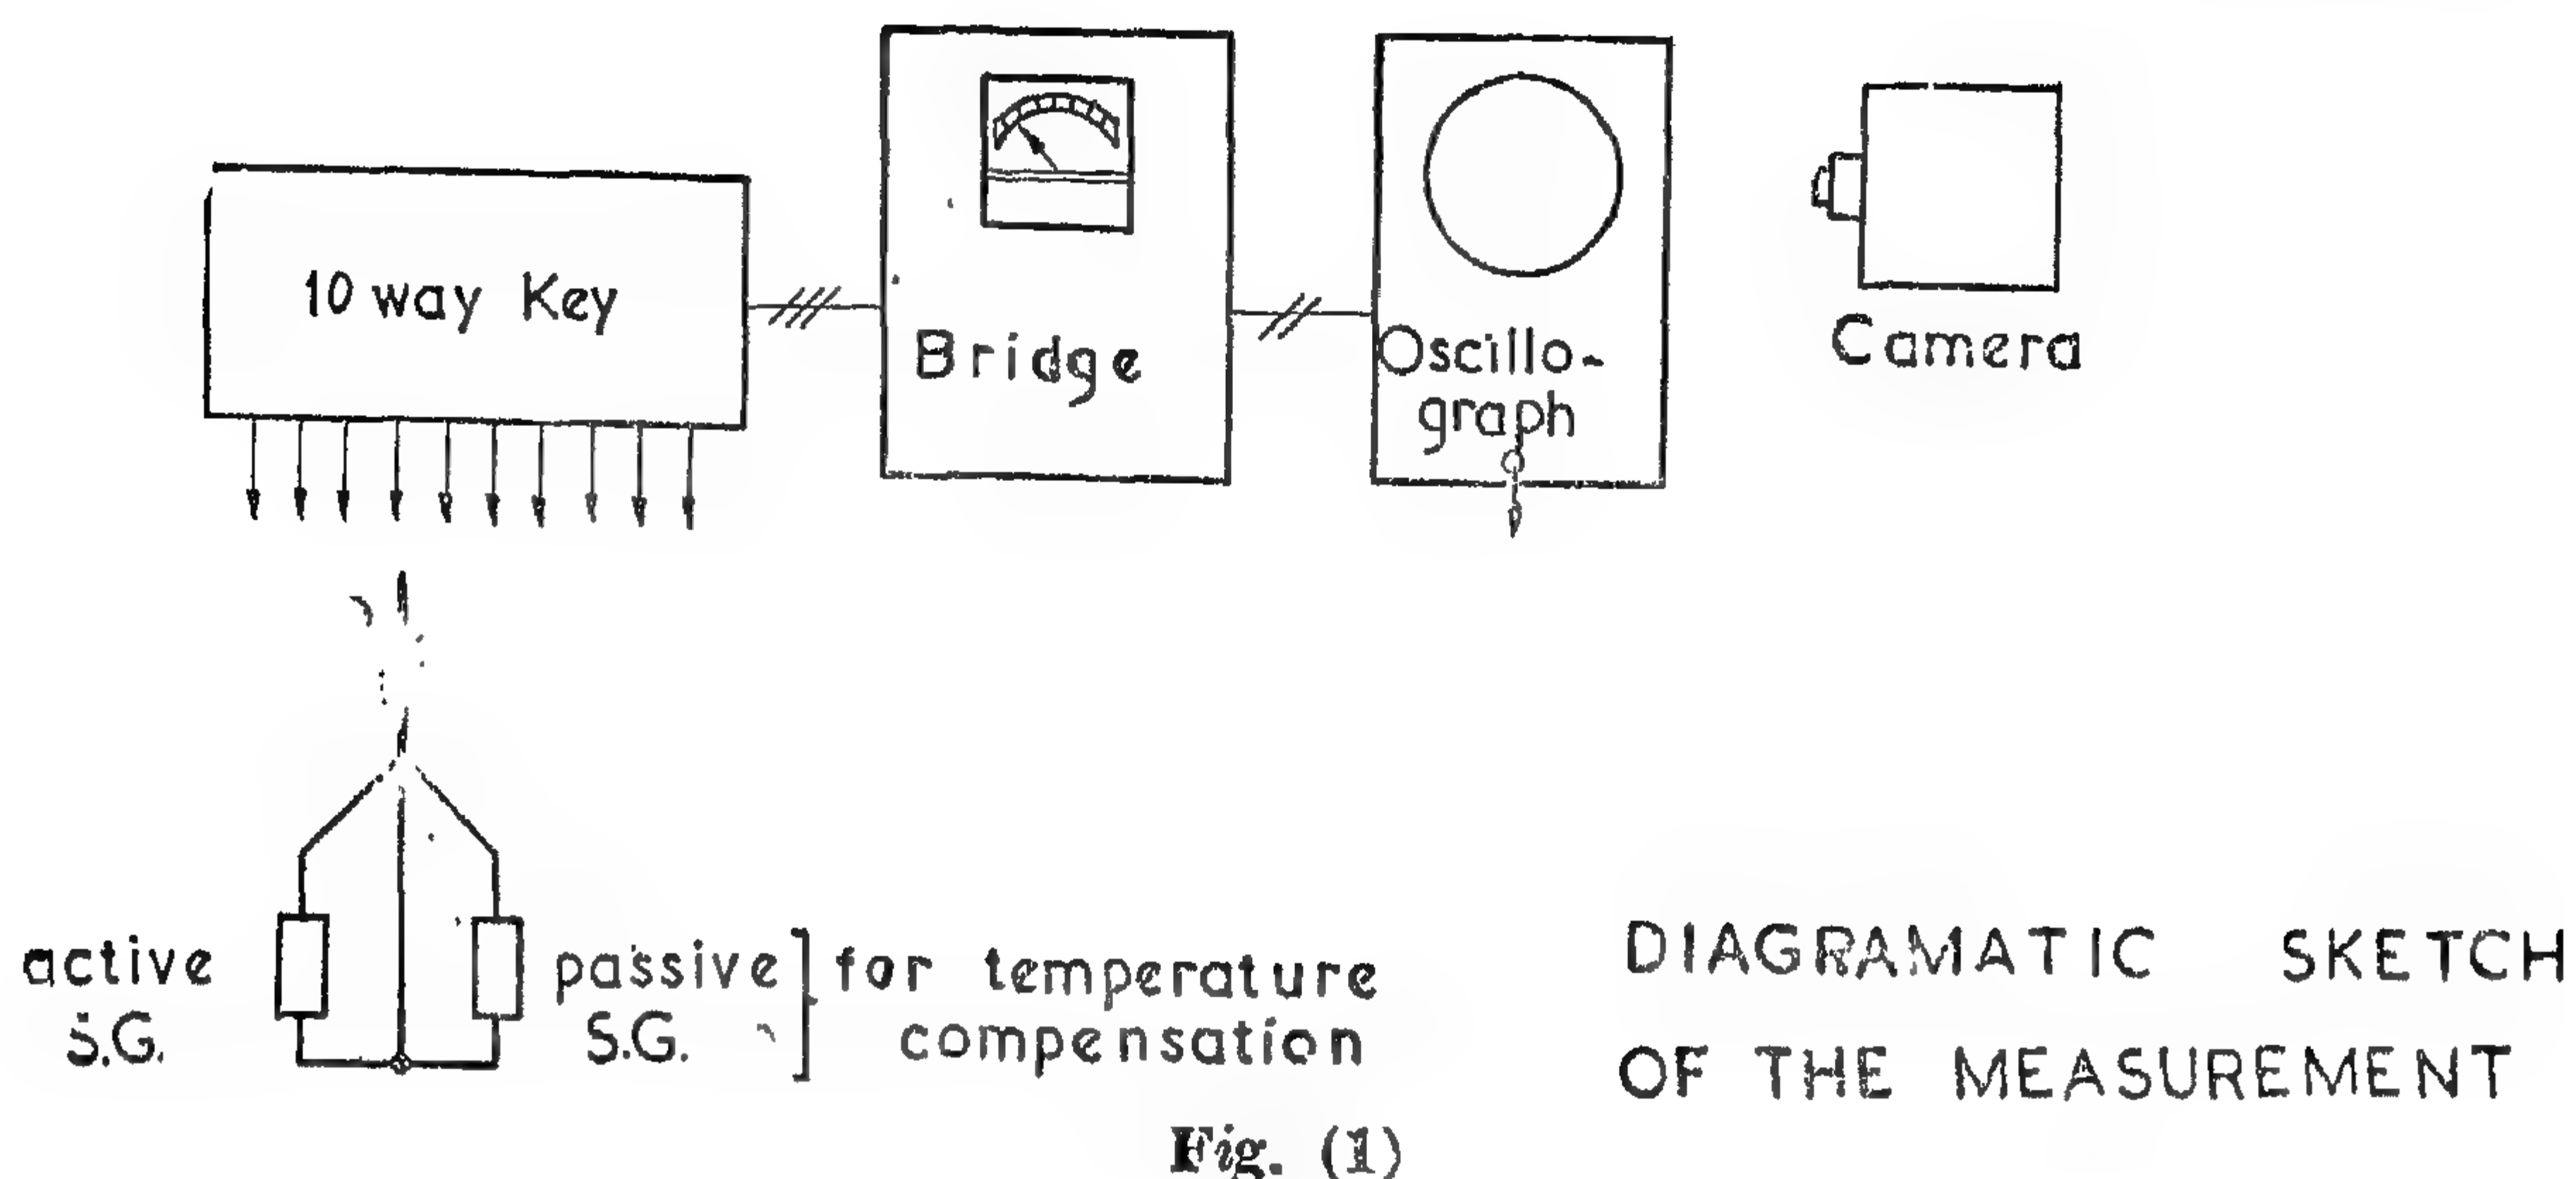 10 way Key
Bridge
Oscillo-
graph
Camera
active
S.G.
passive
S.G.
for temperature
compensation
DIAGRAMATIC SKETCH
OF THE MEASUREMENT
Fig. (1)